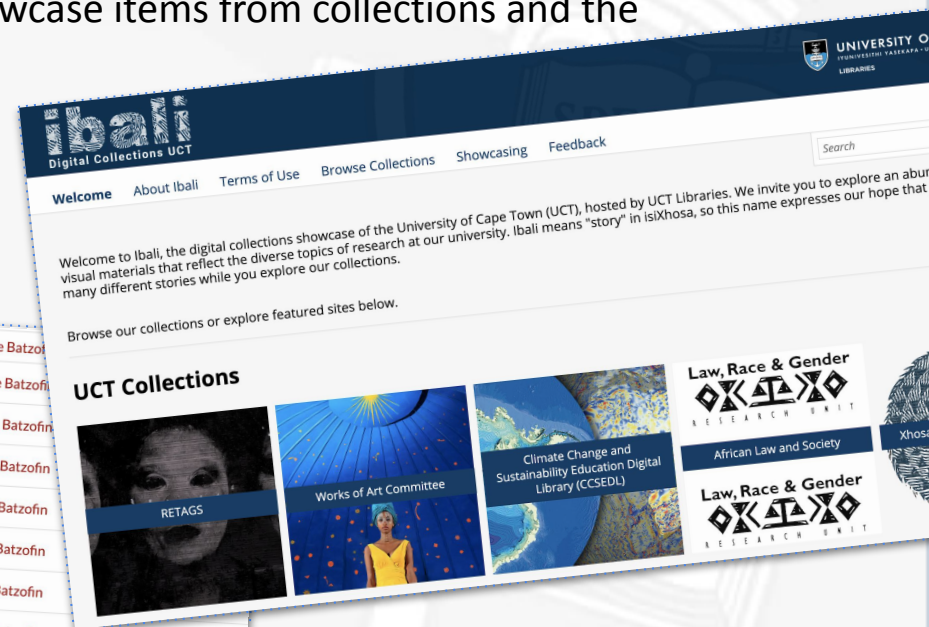 wcase items from collections and the
ibali
Digital Collections UCT
UNIVERSITY O
IYUNIVESITHI YASEKAPA • U
LIBRARIES
Welcome About Ibali Terms of Use Browse Collections Showcasing Feedback
Search
Welcome to Ibali, the digital collections showcase of the University of Cape Town (UCT), hosted by UCT Libraries. We invite you to explore an abun
visual materials that reflect the diverse topics of research at our university. Ibali means "story" in isiXhosa, so this name expresses our hope that
many different stories while you explore our collections.
Browse our collections or explore featured sites below.
UCT Collections
RETAGS
Works of Art Committee
Climate Change and
Sustainability Education Digital
Library (CCSEDL)
Law, Race & Gender
RESEARCH UNIT
African Law and Society
Law, Race & Gender
RESEARCH UNIT
Xhosa
e Batzof
e Batzofi
Batzofin
Batzofin
Batzofin
Batzofin
Batzofin